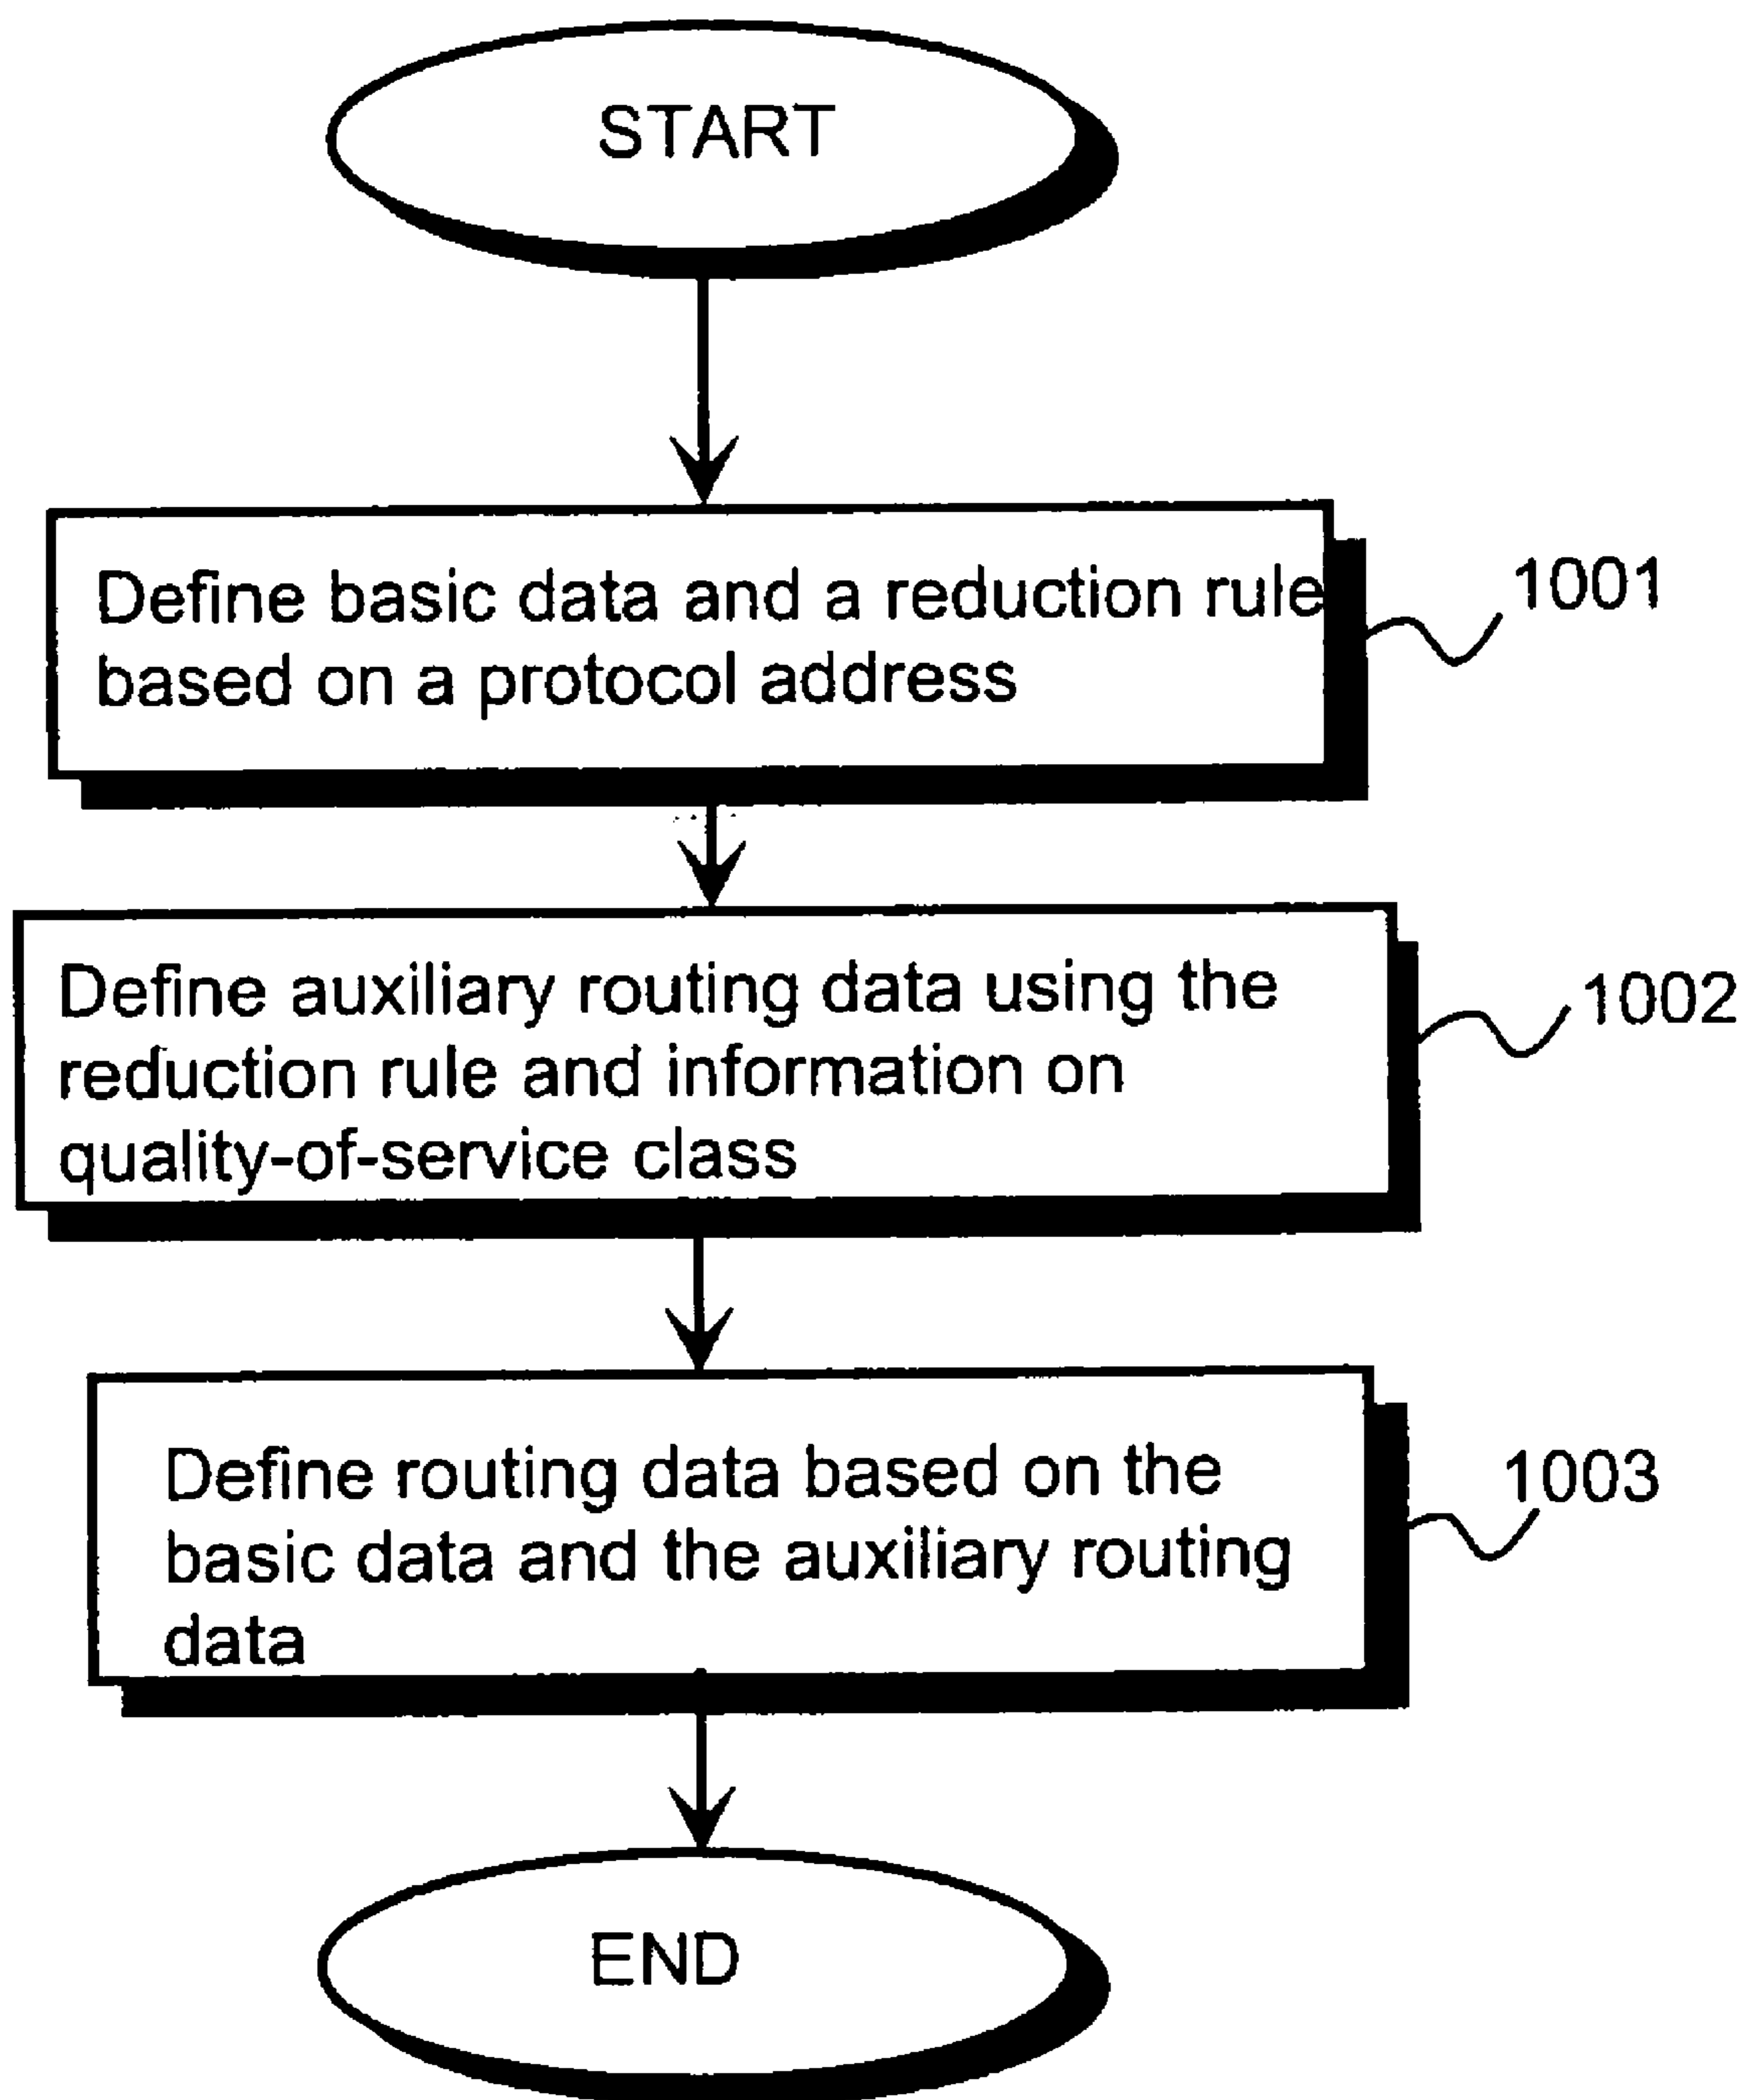 START
Define basic data and a reduction rule
based on a protocol address
1001
Define auxiliary routing data using the
reduction rule and information on
quality-of-service class
1002
Define routing data based on the
basic data and the auxiliary routing
data
1003
END